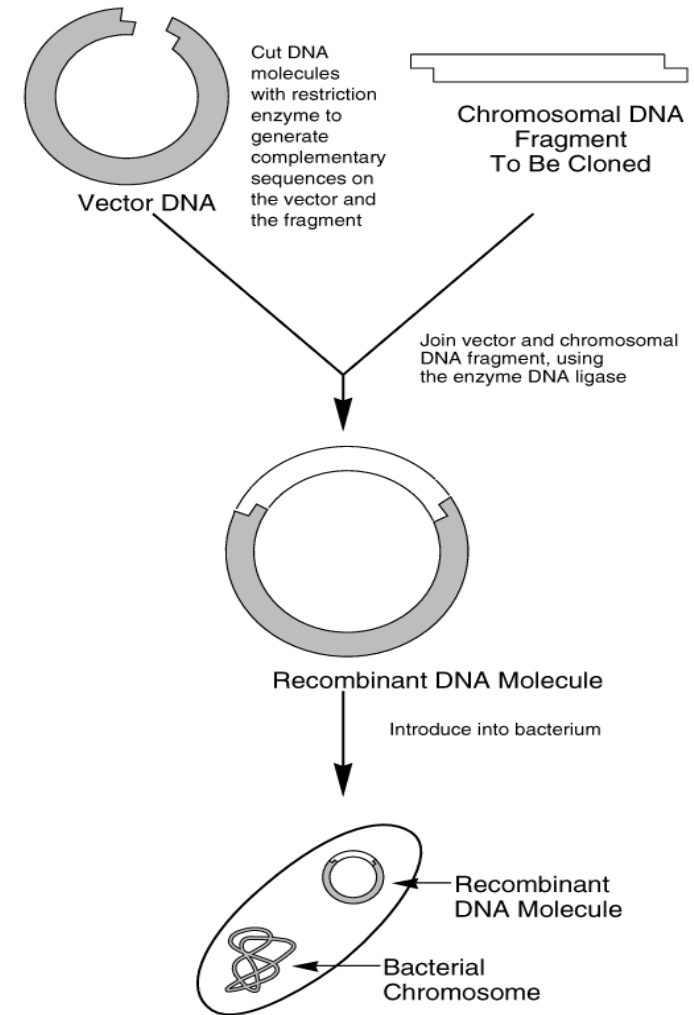 Cut DNA
molecules
with restriction
enzyme to
generate
complementary
sequences on
the vector and
the fragment
Chromosomal DNA
Fragment
To Be Cloned
Vector DNA
Join vector and chromosomal
DNA fragment, using
the enzyme DNA ligase
Recombinant DNA Molecule
Introduce into bacterium
Recombinant
DNA Molecule
Bacterial
Chromosome